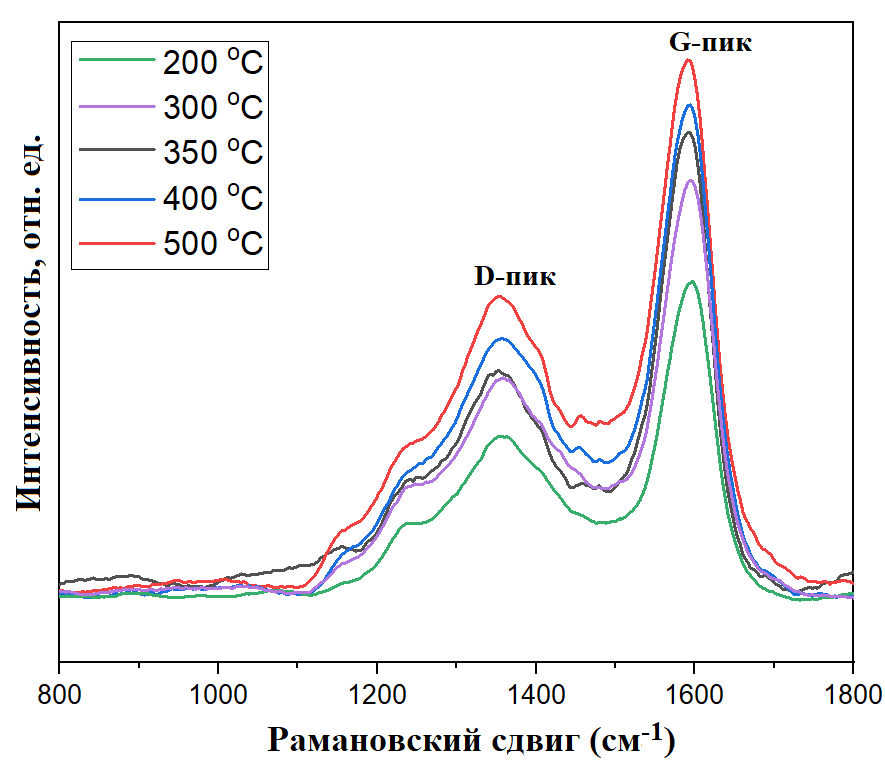 G-пик
200 °C
300 °C
350 °C
400 °C
500 °C
D-пик
Интенсивность, отн. ед.
800 1000 1200 1400 1600 1800
Рамановский сдвиг (см⁻¹)